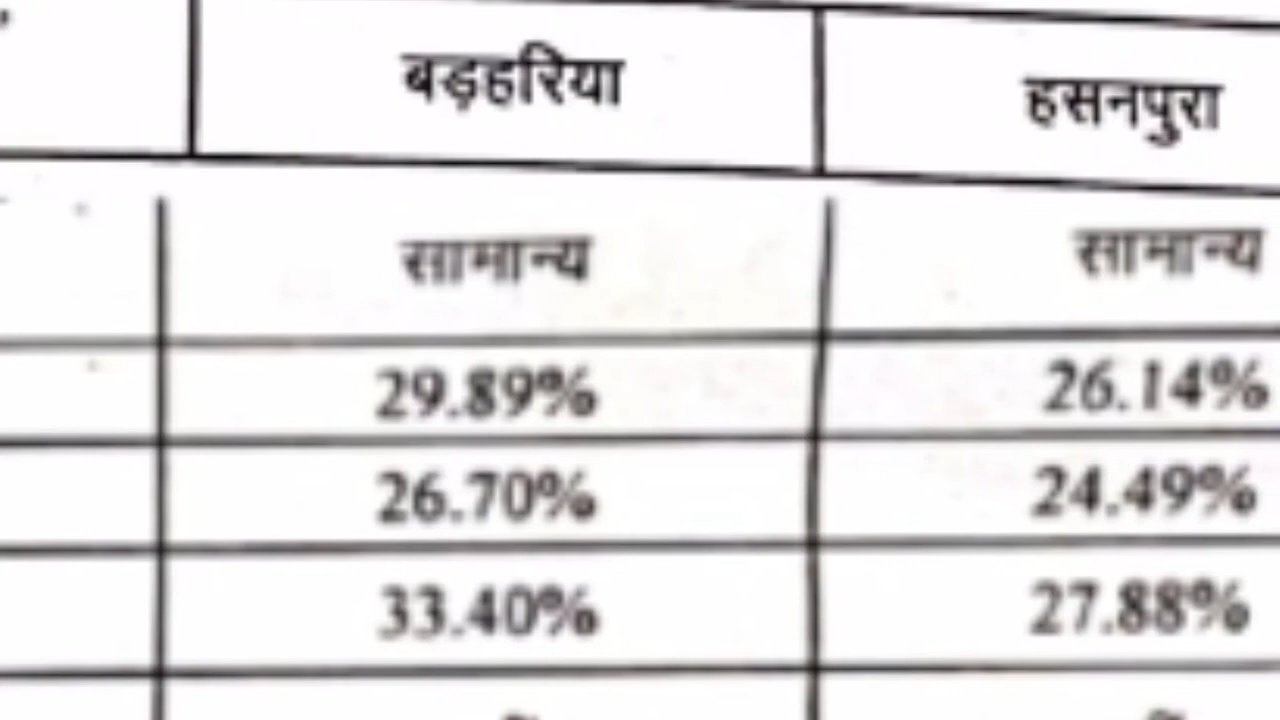 बड़हरिया हसनपुरा
सामान्य सामान्य
29.89% 26.14%
26.70% 24.49%
33.40% 27.88%